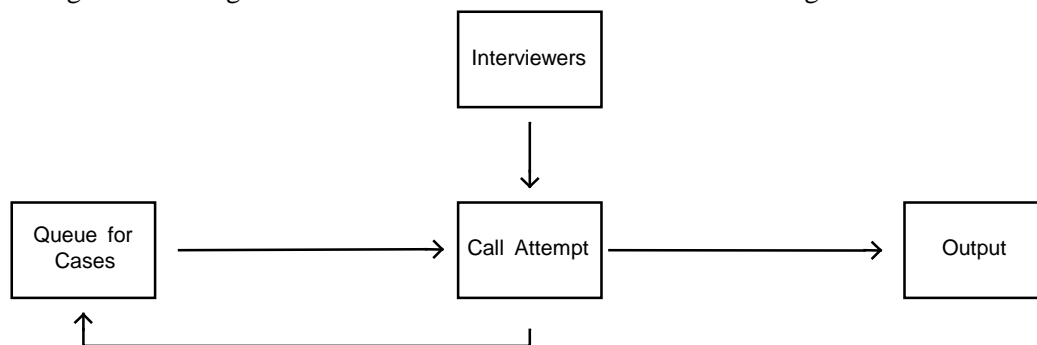 Interviewers
Queue for
Cases
Call Attempt
Output